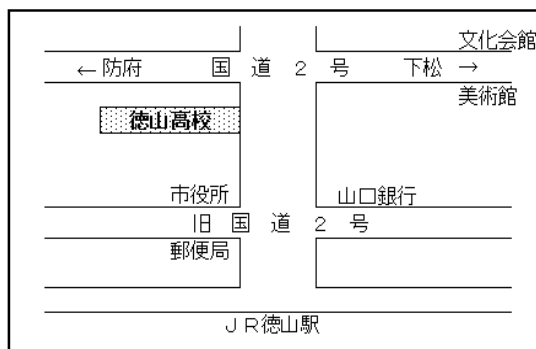 文化会館
←防府 国道2号 下松→
美術館
徳山高校
市役所 山口銀行
旧国道2号
郵便局
JR徳山駅